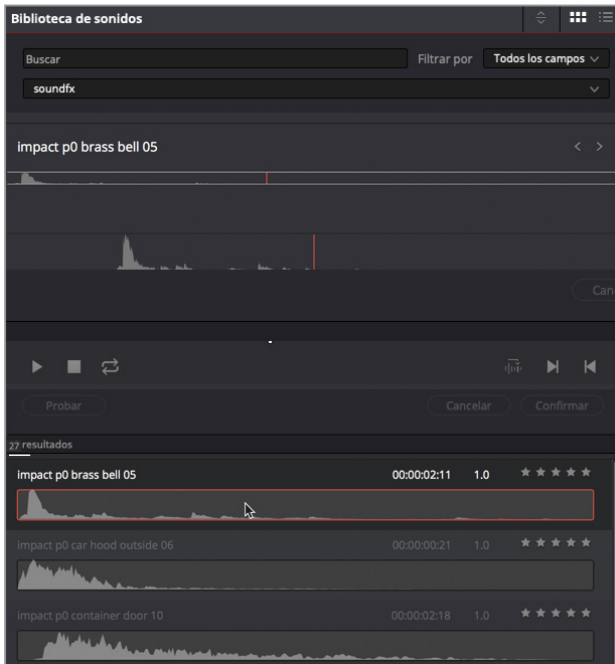 Biblioteca de sonidos
Buscar
Filtrar por
Todos los campos
soundfx
impact p0 brass bell 05
Can
Probar
Cancelar
Confirmar
27 resultados
impact p0 brass bell 05 00:00:02:11 1.0
impact p0 car hood outside 06 00:00:00:21 1.0
impact p0 container door 10 00:00:02:18 1.0